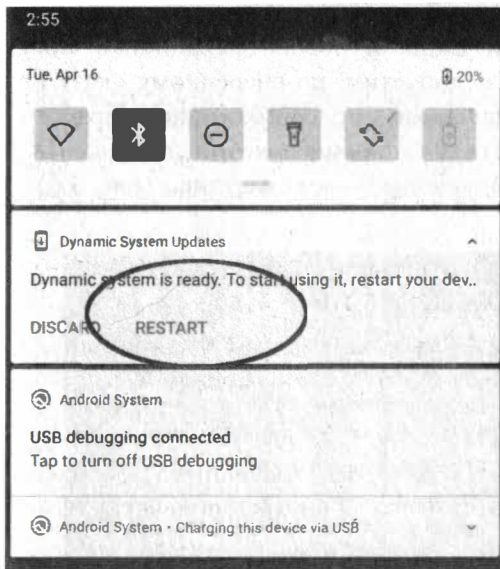 2:55
Tue, Apr 16
20%
Dynamic System Updates
Dynamic system is ready. To start using it, restart your dev..
DISCARD
RESTART
Android System
USB debugging connected
Tap to turn off USB debugging
Android System · Charging this device via USB